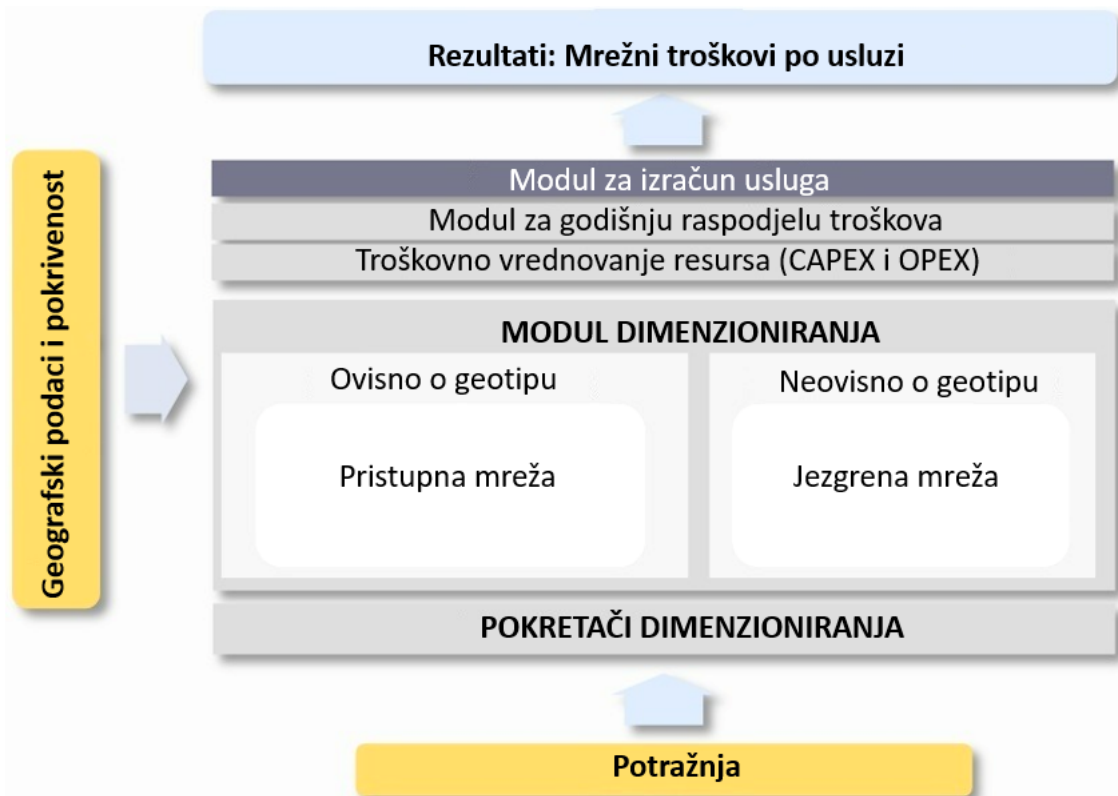 Rezultati: Mrežni troškovi po usluzi
Geografski podaci i pokrivenost
Modul za izračun usluga
Modul za godišnju raspodjelu troškova
Troškovno vrednovanje resursa (CAPEX i OPEX)
MODUL DIMENZIONIRANJA
Ovisno o geotipu
Neovisno o geotipu
Pristupna mreža
Jezgrena mreža
POKRETAČI DIMENZIONIRANJA
Potražnja